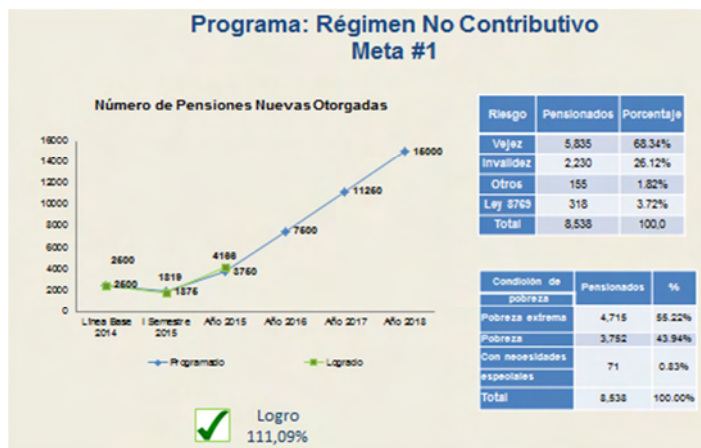 Programa: Régimen No Contributivo
Meta #1
Número de Pensiones Nuevas Otorgadas
16000
14000
12000
10000
8000
6000
4000
2000
0
2500
2500
1819
1875
4166
3750
7500
11250
15000
Línea Base 2014
I Semestre 2015
Año 2015
Año 2016
Año 2017
Año 2018
Programado
Logrado
Logro
111,09%
Riesgo Pensionados Porcentaje
Vejez 5,835 68.34%
Invalidez 2,230 26.12%
Otros 155 1.82%
Ley 8769 318 3.72%
Total 8,538 100,0
Condición de pobreza Pensionados %
Pobreza extrema 4,715 55.22%
Pobreza 3,752 43.94%
Con necesidades especiales 71 0.83%
Total 8,538 100.00%